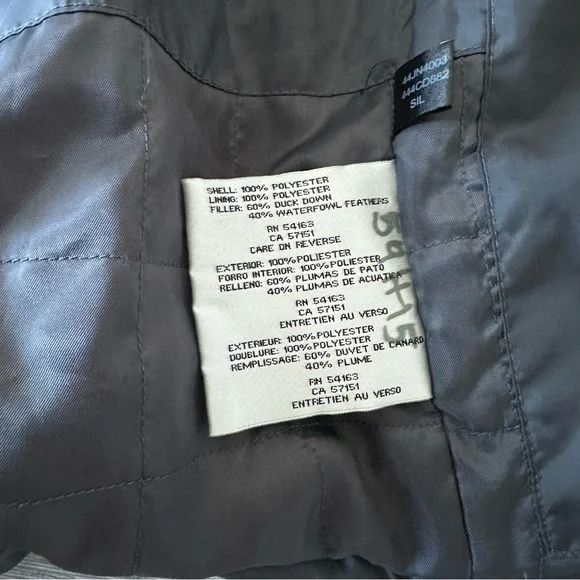 44JN4003
444CD882
SIL
SHELL: 100% POLYESTER
LINING: 100% POLYESTER
FILLER: 60% DUCK DOWN
40% WATERFOWL FEATHERS
RN 54163
CA 57151
CARE ON REVERSE
EXTERIOR: 100% POLIESTER
FORRO INTERIOR: 100% POLIESTER
RELLENO: 60% PLUMAS DE PATO
40% PLUMAS DE ACUATICA
RN 54163
CA 57151
ENTRETIEN AU VERSO
EXTERIEUR: 100% POLYESTER
DOUBLURE: 100% POLYESTER
REMPLISSAGE: 60% DUVET DE CANARD
40% PLUME
RN 54163
CA 57151
ENTRETIEN AU VERSO